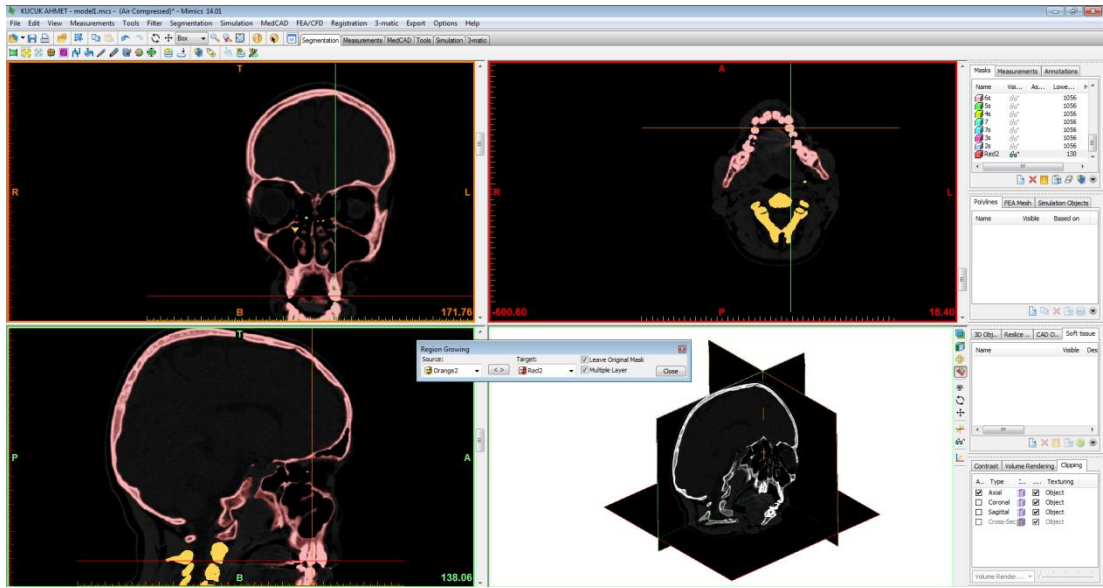 KUCUK AHMET - model1.mcs - (Air Compressed)* - Mimics 14.01
File Edit View Measurements Tools Filter Segmentation Simulation MedCAD FEA/CFD Registration 3-matic Export Options Help
Box Segmentation Measurements MedCAD Tools Simulation 3-matic
T
R
L
B
171.76
A
R
L
P
-600.60
18.40
T
P
A
B
138.06
Region Growing
Source: Target: Leave Original Mask
Orange2 < > Red2 Multiple Layer Close
Masks Measurements Annotations
Name Visi... As... Lowe...
6s 1056
5s 1056
4s 1056
7 1056
7s 1056
3s 1056
2s 1056
Red2 130
Polylines FEA Mesh Simulation Objects
Name Visible Based on
3D Obj... Reslice ... CAD O... Soft tissue
Name Visible Des
Contrast Volume Rendering Clipping
A.. Type .... Texturing
Axial Object
Coronal Object
Sagittal Object
Cross-Sec Object
Volume Render...